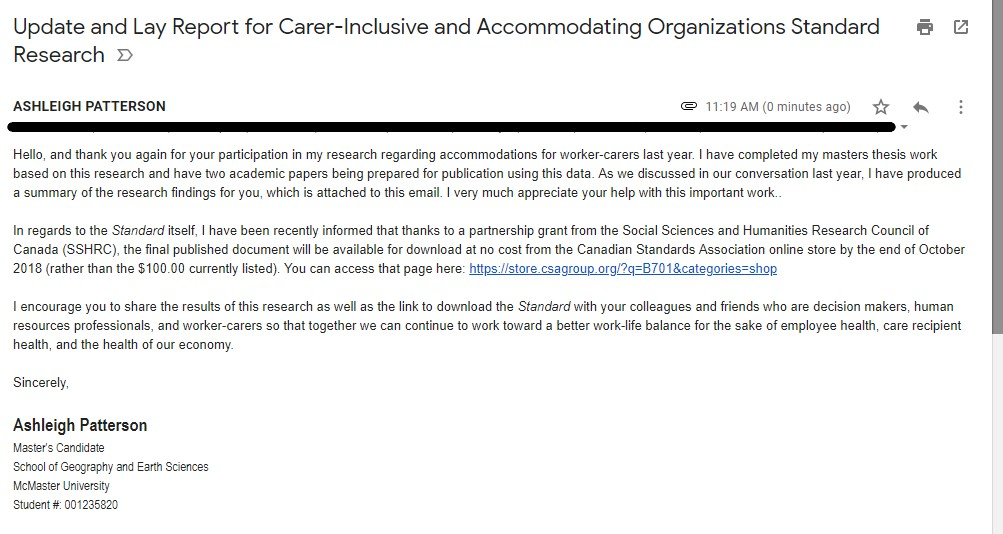 Update and Lay Report for Carer-Inclusive and Accommodating Organizations Standard
Research
ASHLEIGH PATTERSON
11:19 AM (0 minutes ago)
Hello, and thank you again for your participation in my research regarding accommodations for worker-carers last year. I have completed my masters thesis work
based on this research and have two academic papers being prepared for publication using this data. As we discussed in our conversation last year, I have produced
a summary of the research findings for you, which is attached to this email. I very much appreciate your help with this important work..
In regards to the Standard itself, I have been recently informed that thanks to a partnership grant from the Social Sciences and Humanities Research Council of
Canada (SSHRC), the final published document will be available for download at no cost from the Canadian Standards Association online store by the end of October
2018 (rather than the $100.00 currently listed). You can access that page here: https://store.csagroup.org/?q=B701&categories=shop
I encourage you to share the results of this research as well as the link to download the Standard with your colleagues and friends who are decision makers, human
resources professionals, and worker-carers so that together we can continue to work toward a better work-life balance for the sake of employee health, care recipient
health, and the health of our economy.
Sincerely,
Ashleigh Patterson
Master's Candidate
School of Geography and Earth Sciences
McMaster University
Student #: 001235820